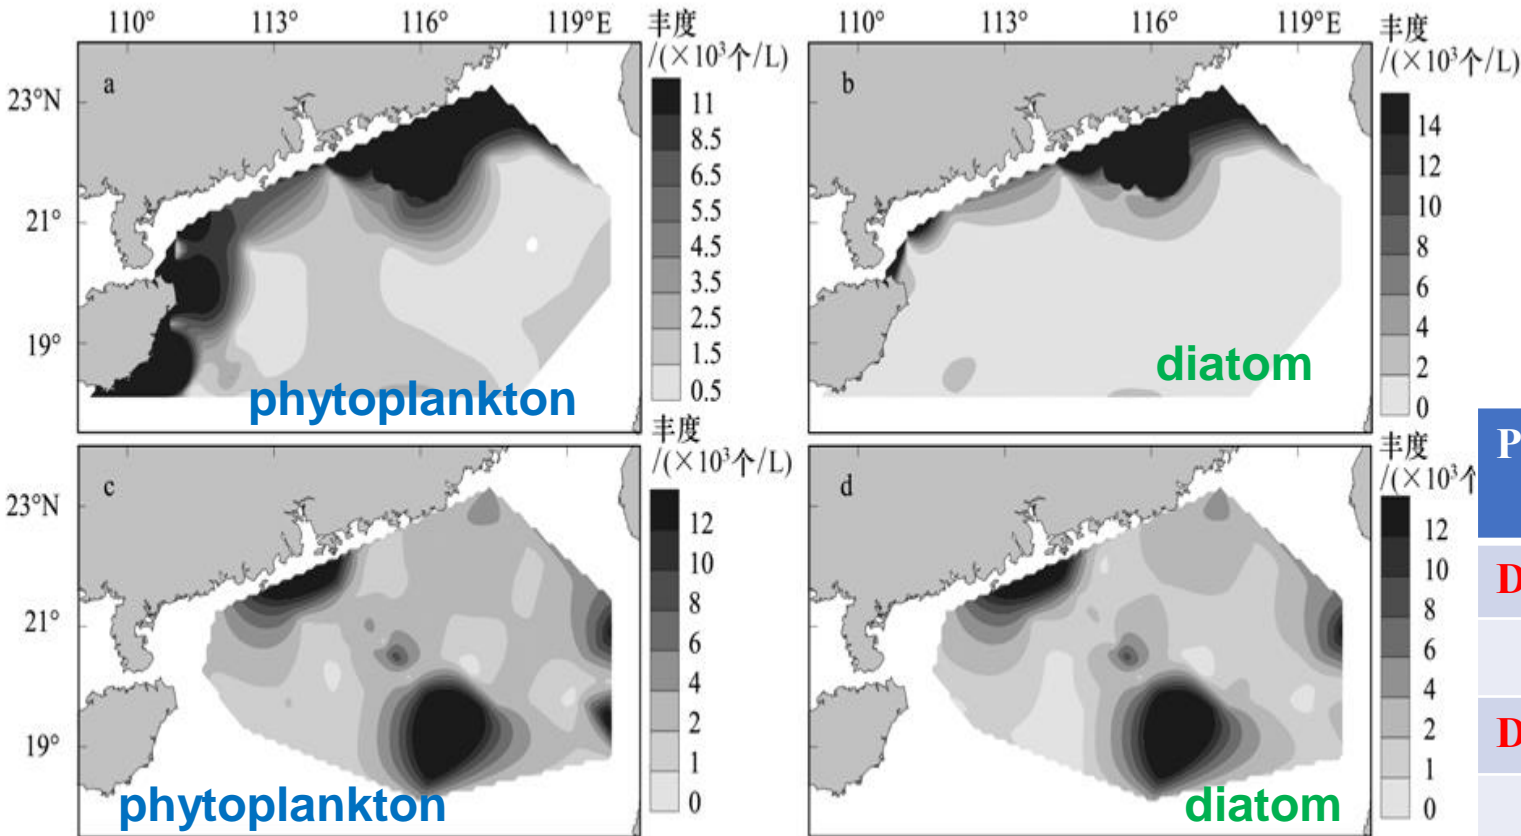 110° 113° 116° 119°E
丰度
/(×10³个/L)
a
23°N
21°
19°
11
8.5
6.5
5.5
4.5
3.5
2.5
1.5
0.5
phytoplankton
110° 113° 116° 119°E
丰度
/(×10³个/L)
b
14
12
10
8
6
4
2
0
diatom
丰度
/(×10³个/L)
c
23°N
21°
19°
12
10
8
6
4
2
1
0
phytoplankton
丰度
/(×10³个
d
12
10
8
6
4
2
1
0
diatom
P
D
D